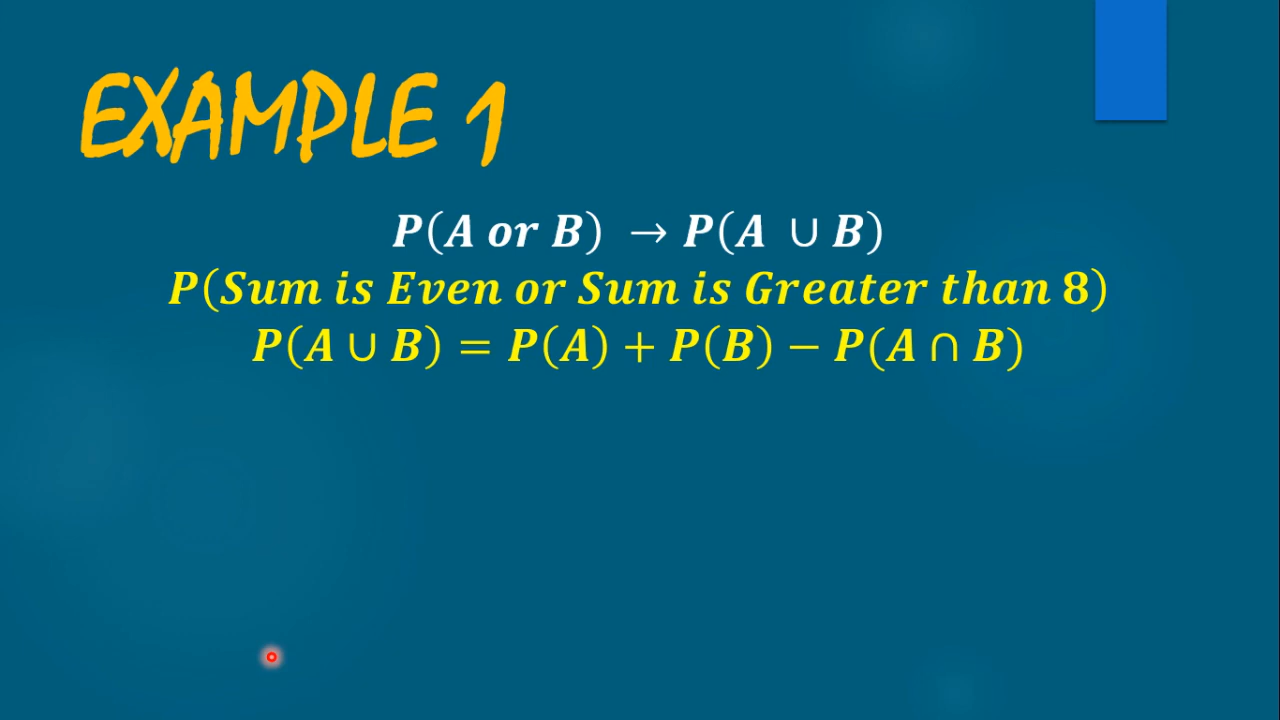 EXAMPLE 1
P(A or B) → P(A ∪ B)
P(Sum is Even or Sum is Greater than 8)
P(A ∪ B) = P(A) + P(B) − P(A ∩ B)